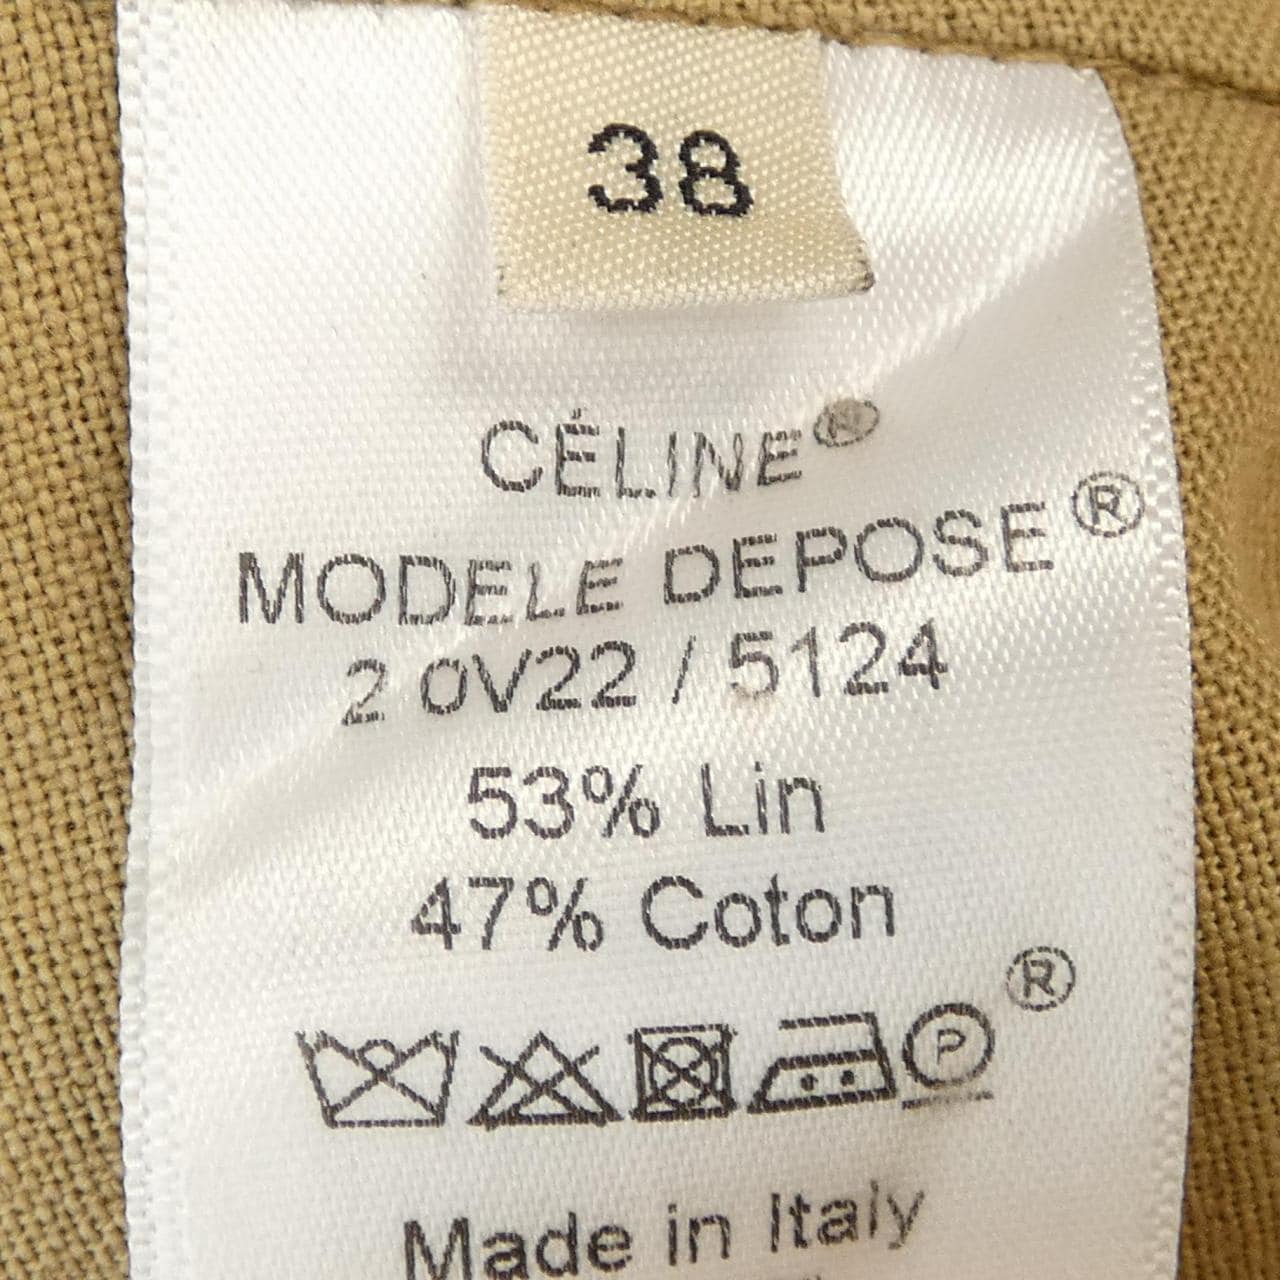 38
CÉLINE®
MODELE DEPOSE®
2 0V22 / 5124
53% Lin
47% Coton
®
P
Made in Italy